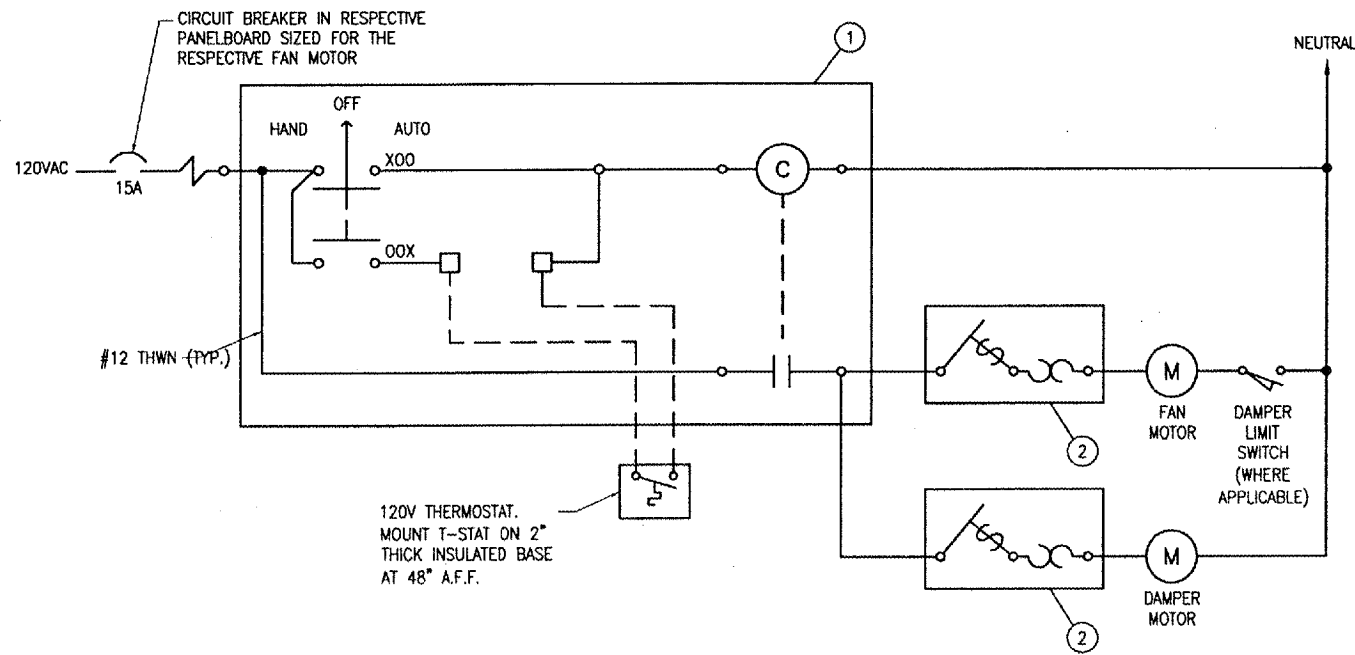 CIRCUIT BREAKER IN RESPECTIVE
PANELBOARD SIZED FOR THE
RESPECTIVE FAN MOTOR
1
NEUTRAL
OFF
HAND
AUTO
120VAC
15A
XOO
C
OOX
#12 THWN (TYP.)
M
FAN
MOTOR
DAMPER
LIMIT
SWITCH
(WHERE
APPLICABLE)
2
120V THERMOSTAT.
MOUNT T-STAT ON 2"
THICK INSULATED BASE
AT 48" A.F.F.
M
DAMPER
MOTOR
2